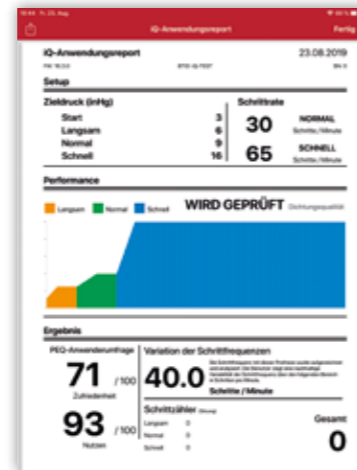 iQ-Anwendungsreport
Fertig
iQ-Anwendungsreport
23.08.2019
Setup
Zieldruck (inHg)
Schrittrate
Start 3
Langsam 6
Normal 9
Schnell 16
30 NORMAL
Schritte / Minute
65 SCHNELL
Schritte / Minute
Performance
Langsam
Normal
Schnell
WIRD GEPRÜFT Dichtungsqualität
Ergebnis
PEQ-Anwenderumfrage
71 / 100
Zufriedenheit
93 / 100
Nutzen
Variation der Schrittfrequenzen
40.0
Schritte / Minute
Schrittzähler
Langsam 0
Normal 0
Schnell 0
Gesamt
0